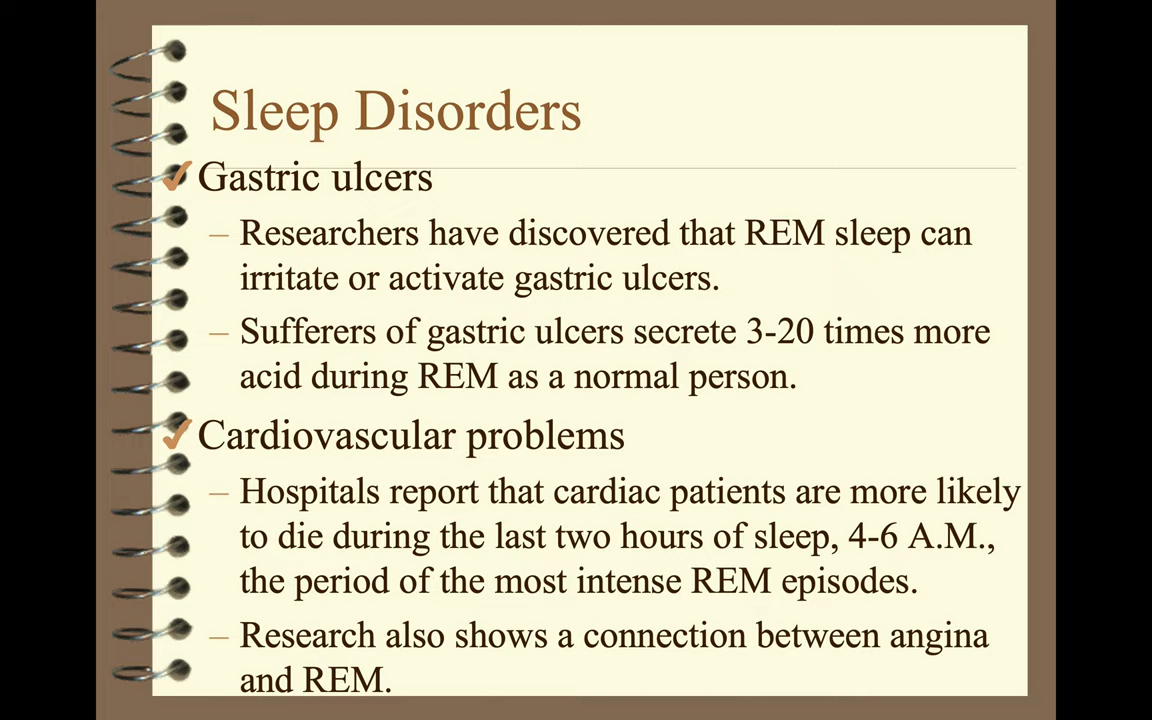 Sleep Disorders
✓ Gastric ulcers
– Researchers have discovered that REM sleep can
irritate or activate gastric ulcers.
– Sufferers of gastric ulcers secrete 3-20 times more
acid during REM as a normal person.
✓ Cardiovascular problems
– Hospitals report that cardiac patients are more likely
to die during the last two hours of sleep, 4-6 A.M.,
the period of the most intense REM episodes.
– Research also shows a connection between angina
and REM.